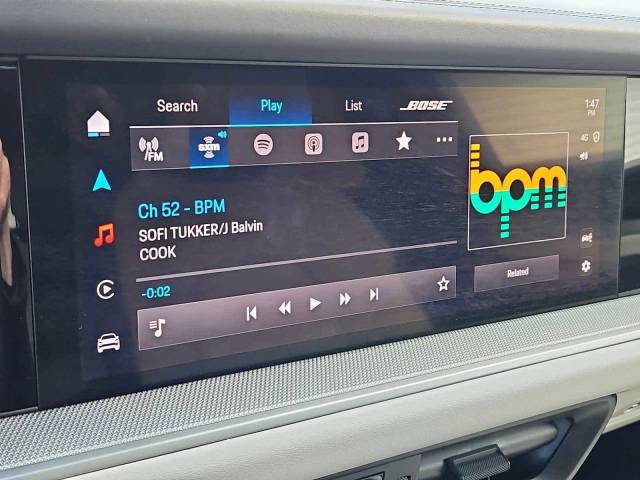 Search Play List BOSE
1:47
PM
FM sxm
4G
bpm
Ch 52 - BPM
SOFI TUKKER/J Balvin
COOK
-0:02
Related